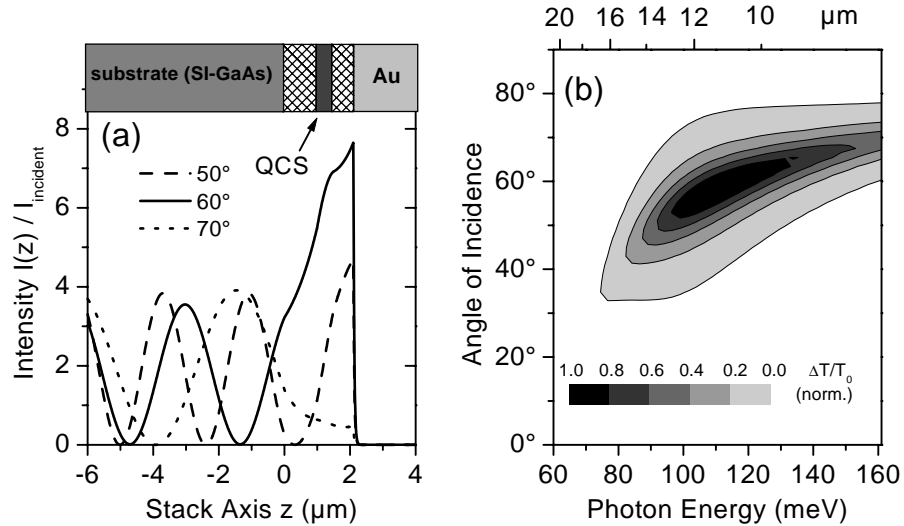 substrate (SI-GaAs)
Au
(a)
QCS
50°
60°
70°
8
6
4
2
0
Intensity I(z) / I_incident
-6 -4 -2 0 2 4
Stack Axis z (µm)
20 16 14 12 10 µm
(b)
80°
60°
40°
20°
0°
Angle of Incidence
1.0 0.8 0.6 0.4 0.2 0.0
ΔT/T_0
(norm.)
60 80 100 120 140 160
Photon Energy (meV)